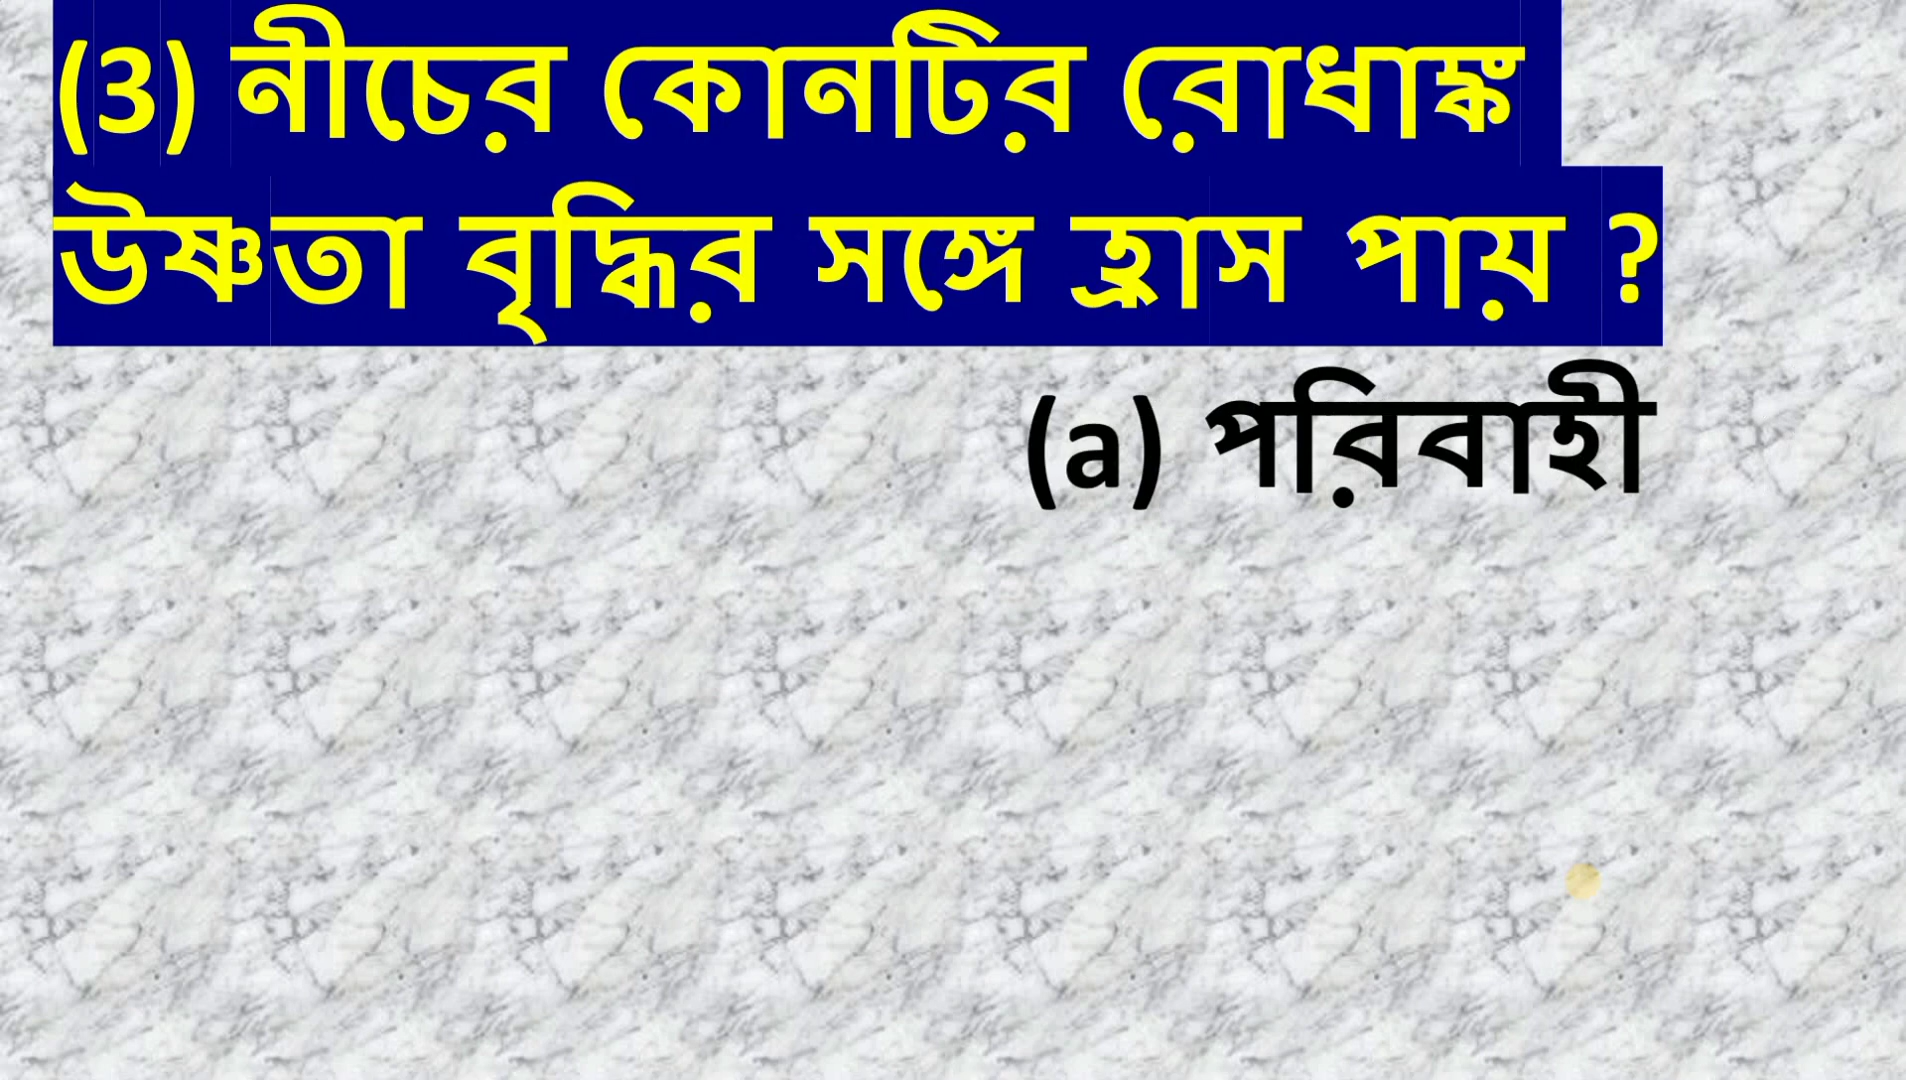 (3) নীচের কোনটির রোধাঙ্ক
উষ্ণতা বৃদ্ধির সঙ্গে হ্রাস পায় ?
(a) পরিবাহী